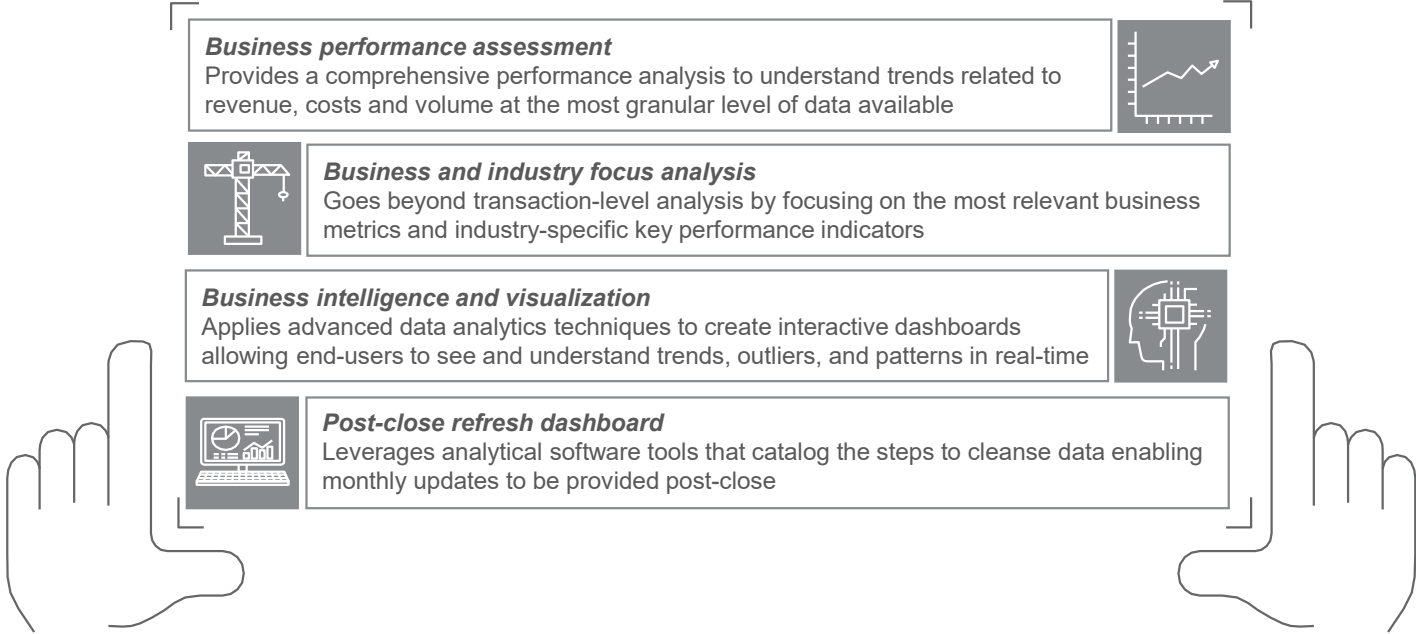 Business performance assessment
Provides a comprehensive performance analysis to understand trends related to
revenue, costs and volume at the most granular level of data available
Business and industry focus analysis
Goes beyond transaction-level analysis by focusing on the most relevant business
metrics and industry-specific key performance indicators
Business intelligence and visualization
Applies advanced data analytics techniques to create interactive dashboards
allowing end-users to see and understand trends, outliers, and patterns in real-time
Post-close refresh dashboard
Leverages analytical software tools that catalog the steps to cleanse data enabling
monthly updates to be provided post-close